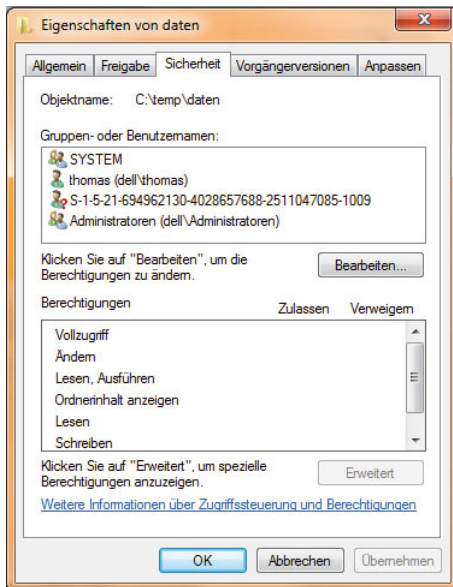 Eigenschaften von daten
Allgemein Freigabe Sicherheit Vorgängerversionen Anpassen
Objektname: C:\temp\daten
Gruppen- oder Benutzernamen:
SYSTEM
thomas (dell\thomas)
S-1-5-21-694962130-4028657688-2511047085-1009
Administratoren (dell\Administratoren)
Klicken Sie auf "Bearbeiten", um die
Berechtigungen zu ändern.
Bearbeiten...
Berechtigungen Zulassen Verweigern
Vollzugriff
Ändern
Lesen, Ausführen
Ordnerinhalt anzeigen
Lesen
Schreiben
Klicken Sie auf "Erweitert", um spezielle
Berechtigungen anzuzeigen.
Erweitert
Weitere Informationen über Zugriffssteuerung und Berechtigungen
OK Abbrechen Übernehmen